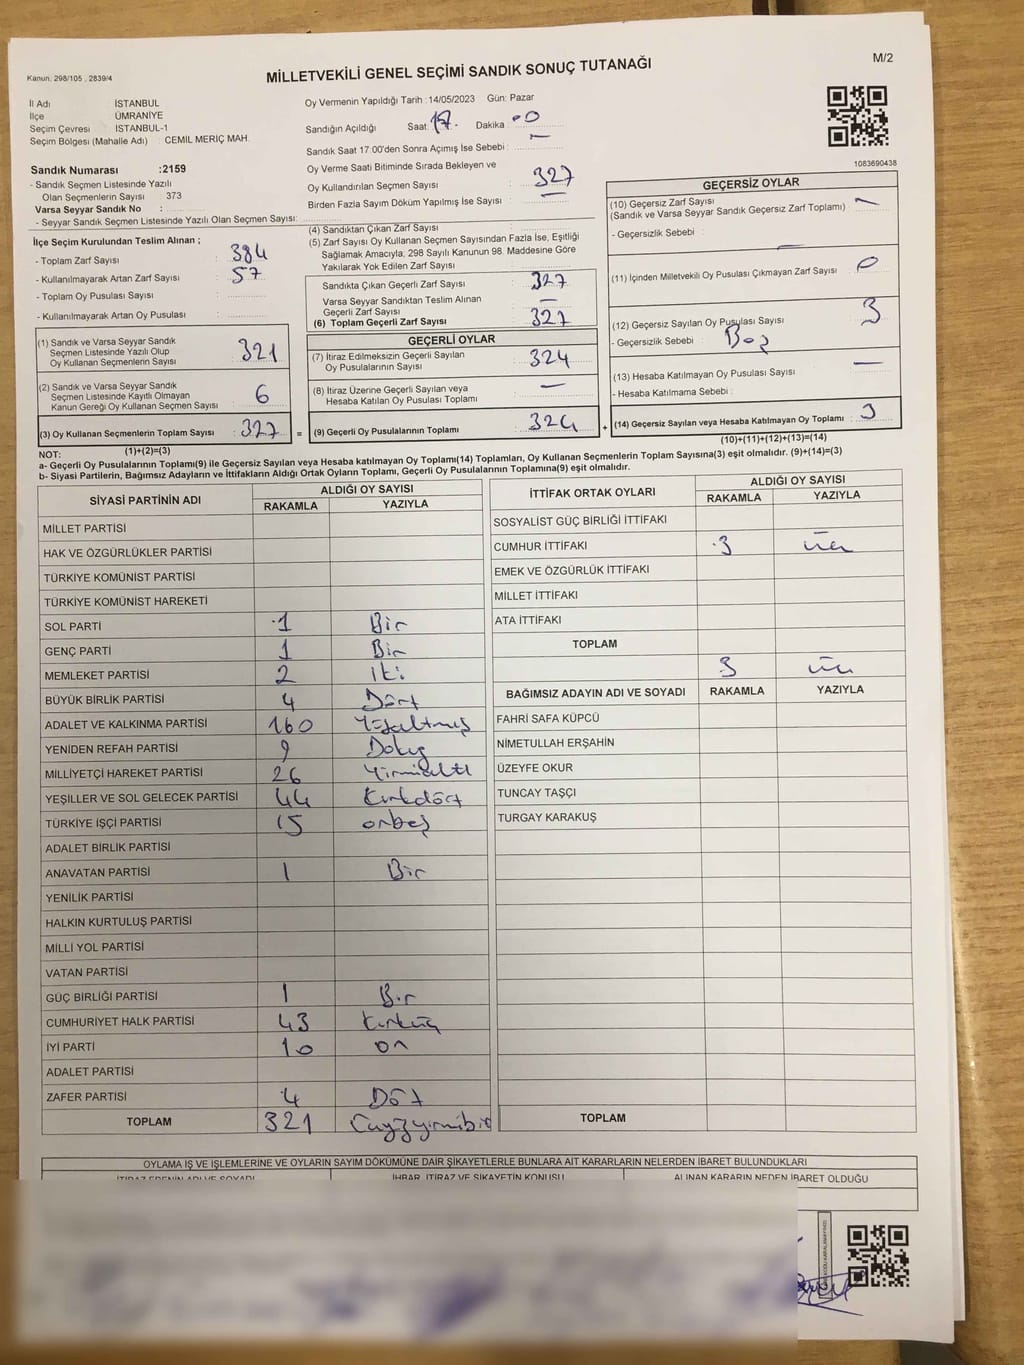 Kanun. 298/105 , 2839/4
MİLLETVEKİLİ GENEL SEÇİMİ SANDIK SONUÇ TUTANAĞI
M/2
İl Adı İSTANBUL
İlçe ÜMRANİYE
Seçim Çevresi İSTANBUL-1
Seçim Bölgesi (Mahalle Adı) : CEMİL MERİÇ MAH.
Sandık Numarası :2159
- Sandık Seçmen Listesinde Yazılı
Olan Seçmenlerin Sayısı 373
Varsa Seyyar Sandık No :
- Seyyar Sandık Seçmen Listesinde Yazılı Olan Seçmen Sayısı:
Oy Vermenin Yapıldığı Tarih :14/05/2023 Gün: Pazar
Sandığın Açıldığı Saat 17. Dakika 00
Sandık Saat 17:00'den Sonra Açımış İse Sebebi : —
Oy Verme Saati Bitiminde Sırada Bekleyen ve
Oy Kullandırılan Seçmen Sayısı : 327
Birden Fazla Sayım Döküm Yapılmış İse Sayısı : —
1083690438
İlçe Seçim Kurulundan Teslim Alınan ;
- Toplam Zarf Sayısı : 384
- Kullanılmayarak Artan Zarf Sayısı : 57
- Toplam Oy Pusulası Sayısı :
- Kullanılmayarak Artan Oy Pusulası :
(4) Sandıktan Çıkan Zarf Sayısı :
(5) Zarf Sayısı Oy Kullanan Seçmen Sayısından Fazla İse, Eşitliği
Sağlamak Amacıyla, 298 Sayılı Kanunun 98. Maddesine Göre
Yakılarak Yok Edilen Zarf Sayısı :
Sandıkta Çıkan Geçerli Zarf Sayısı : 327
Varsa Seyyar Sandıktan Teslim Alınan
Geçerli Zarf Sayısı : —
(6) Toplam Geçerli Zarf Sayısı : 327
GEÇERSİZ OYLAR
(10) Geçersiz Zarf Sayısı : —
(Sandık ve Varsa Seyyar Sandık Geçersiz Zarf Toplamı)
- Geçersizlik Sebebi :
—
(11) İçinden Milletvekili Oy Pusulası Çıkmayan Zarf Sayısı : 0
(12) Geçersiz Sayılan Oy Pusulası Sayısı : 3
- Geçersizlik Sebebi : Boş
(13) Hesaba Katılmayan Oy Pusulası Sayısı : —
- Hesaba Katılmama Sebebi :
(14) Geçersiz Sayılan veya Hesaba Katılmayan Oy Toplamı : 3
(10)+(11)+(12)+(13)=(14)
(1) Sandık ve Varsa Seyyar Sandık
Seçmen Listesinde Yazılı Olup
Oy Kullanan Seçmenlerin Sayısı : 321
(2) Sandık ve Varsa Seyyar Sandık
Seçmen Listesinde Kayıtlı Olmayan
Kanun Gereği Oy Kullanan Seçmen Sayısı : 6
(3) Oy Kullanan Seçmenlerin Toplam Sayısı : 327
(1)+(2)=(3)
GEÇERLİ OYLAR
(7) İtiraz Edilmeksizin Geçerli Sayılan
Oy Pusulalarının Sayısı : 324
(8) İtiraz Üzerine Geçerli Sayılan veya
Hesaba Katılan Oy Pusulası Toplamı : —
= (9) Geçerli Oy Pusulalarının Toplamı : 324 +
NOT:
a- Geçerli Oy Pusulalarının Toplamı(9) ile Geçersiz Sayılan veya Hesaba katılmayan Oy Toplamı(14) Toplamları, Oy Kullanan Seçmenlerin Toplam Sayısına(3) eşit olmalıdır. (9)+(14)=(3)
b- Siyasi Partilerin, Bağımsız Adayların ve İttifakların Aldığı Ortak Oyların Toplamı, Geçerli Oy Pusulalarının Toplamına(9) eşit olmalıdır.
SİYASİ PARTİNİN ADI ALDIĞI OY SAYISI
RAKAMLA YAZIYLA
MİLLET PARTİSİ
HAK VE ÖZGÜRLÜKLER PARTİSİ
TÜRKİYE KOMÜNİST PARTİSİ
TÜRKİYE KOMÜNİST HAREKETİ
SOL PARTİ 1 Bir
GENÇ PARTİ 1 Bir
MEMLEKET PARTİSİ 2 İki
BÜYÜK BİRLİK PARTİSİ 4 Dört
ADALET VE KALKINMA PARTİSİ 160 Yüzaltmış
YENİDEN REFAH PARTİSİ 9 Dokuz
MİLLİYETÇİ HAREKET PARTİSİ 26 Yirmialtı
YEŞİLLER VE SOL GELECEK PARTİSİ 44 Kırkdört
TÜRKİYE İŞÇİ PARTİSİ 15 onbeş
ADALET BİRLİK PARTİSİ
ANAVATAN PARTİSİ 1 Bir
YENİLİK PARTİSİ
HALKIN KURTULUŞ PARTİSİ
MİLLİ YOL PARTİSİ
VATAN PARTİSİ
GÜÇ BİRLİĞİ PARTİSİ 1 Bir
CUMHURİYET HALK PARTİSİ 43 Kırküç
İYİ PARTİ 10 on
ADALET PARTİSİ
ZAFER PARTİSİ 4 Dört
TOPLAM 321 üçyüzyirmibir
İTTİFAK ORTAK OYLARI ALDIĞI OY SAYISI
RAKAMLA YAZIYLA
SOSYALİST GÜÇ BİRLİĞİ İTTİFAKI
CUMHUR İTTİFAKI 3 üç
EMEK VE ÖZGÜRLÜK İTTİFAKI
MİLLET İTTİFAKI
ATA İTTİFAKI
TOPLAM
3 üç
BAĞIMSIZ ADAYIN ADI VE SOYADI RAKAMLA YAZIYLA
FAHRİ SAFA KÜPCÜ
NİMETULLAH ERŞAHİN
ÜZEYFE OKUR
TUNCAY TAŞÇI
TURGAY KARAKUŞ
TOPLAM
OYLAMA İŞ VE İŞLEMLERİNE VE OYLARIN SAYIM DÖKÜMÜNE DAİR ŞİKAYETLERLE BUNLARA AİT KARARLARIN NELERDEN İBARET BULUNDUKLARI
İTİRAZ EDENİN ADI VE SOYADI İHBAR, İTİRAZ VE ŞİKAYETİN KONUSU ALINAN KARARIN NEDEN İBARET OLDUĞU